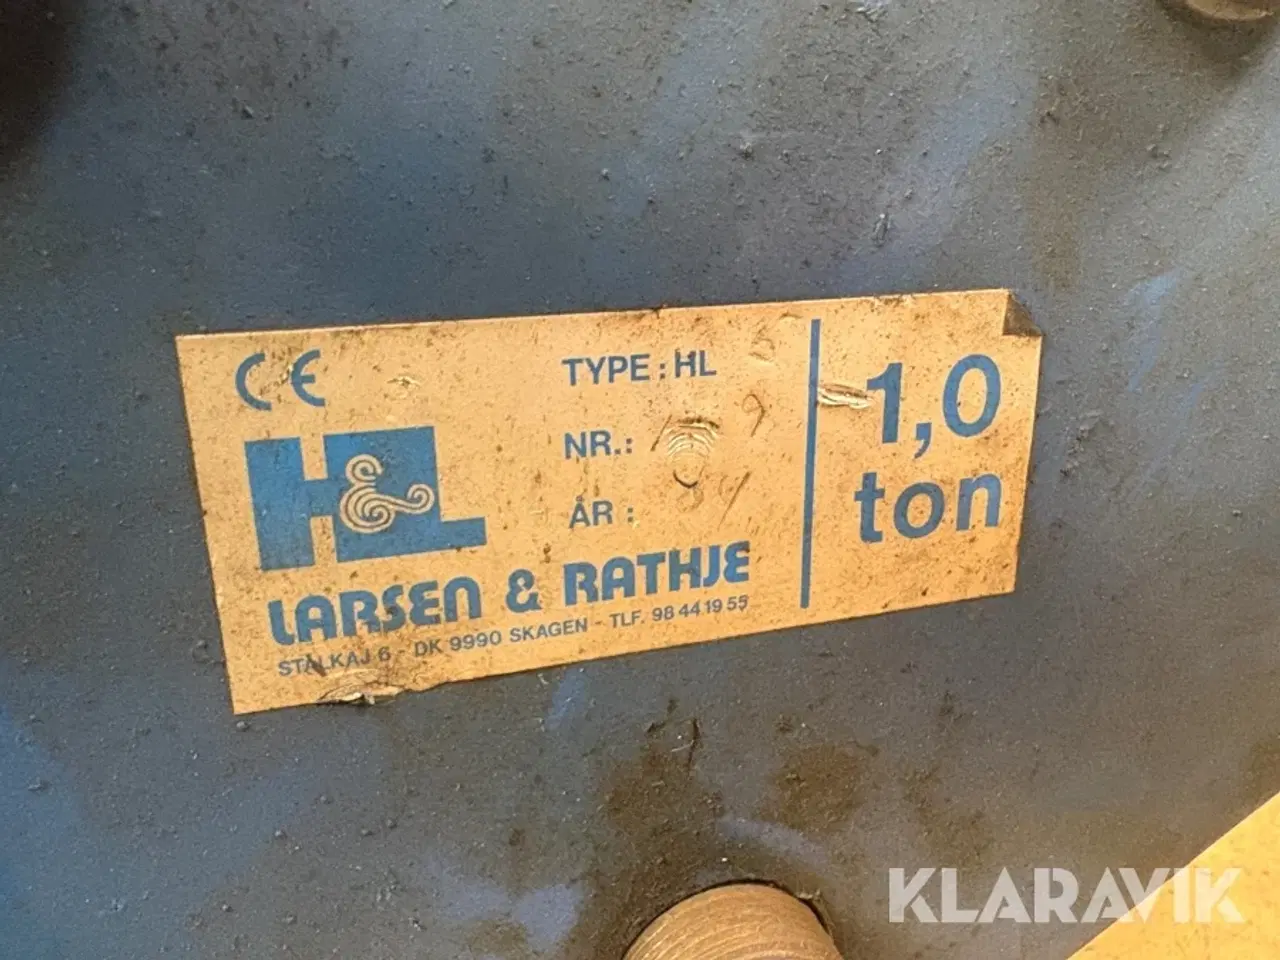 CE
TYPE : HL
H&L
NR.:
ÅR :
1,0
ton
LARSEN & RATHJE
STÅLKAJ 6 - DK 9990 SKAGEN - TLF. 98 44 19 55
KLARAVIK